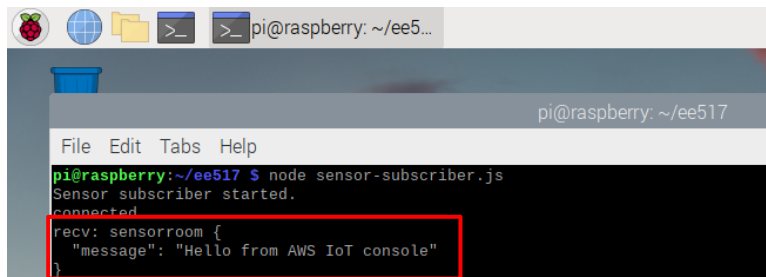 >_
>_ pi@raspberry: ~/ee5...
pi@raspberry: ~/ee517
File Edit Tabs Help
pi@raspberry:~/ee517 $ node sensor-subscriber.js
Sensor subscriber started.
connected
recv: sensorroom {
  "message": "Hello from AWS IoT console"
}